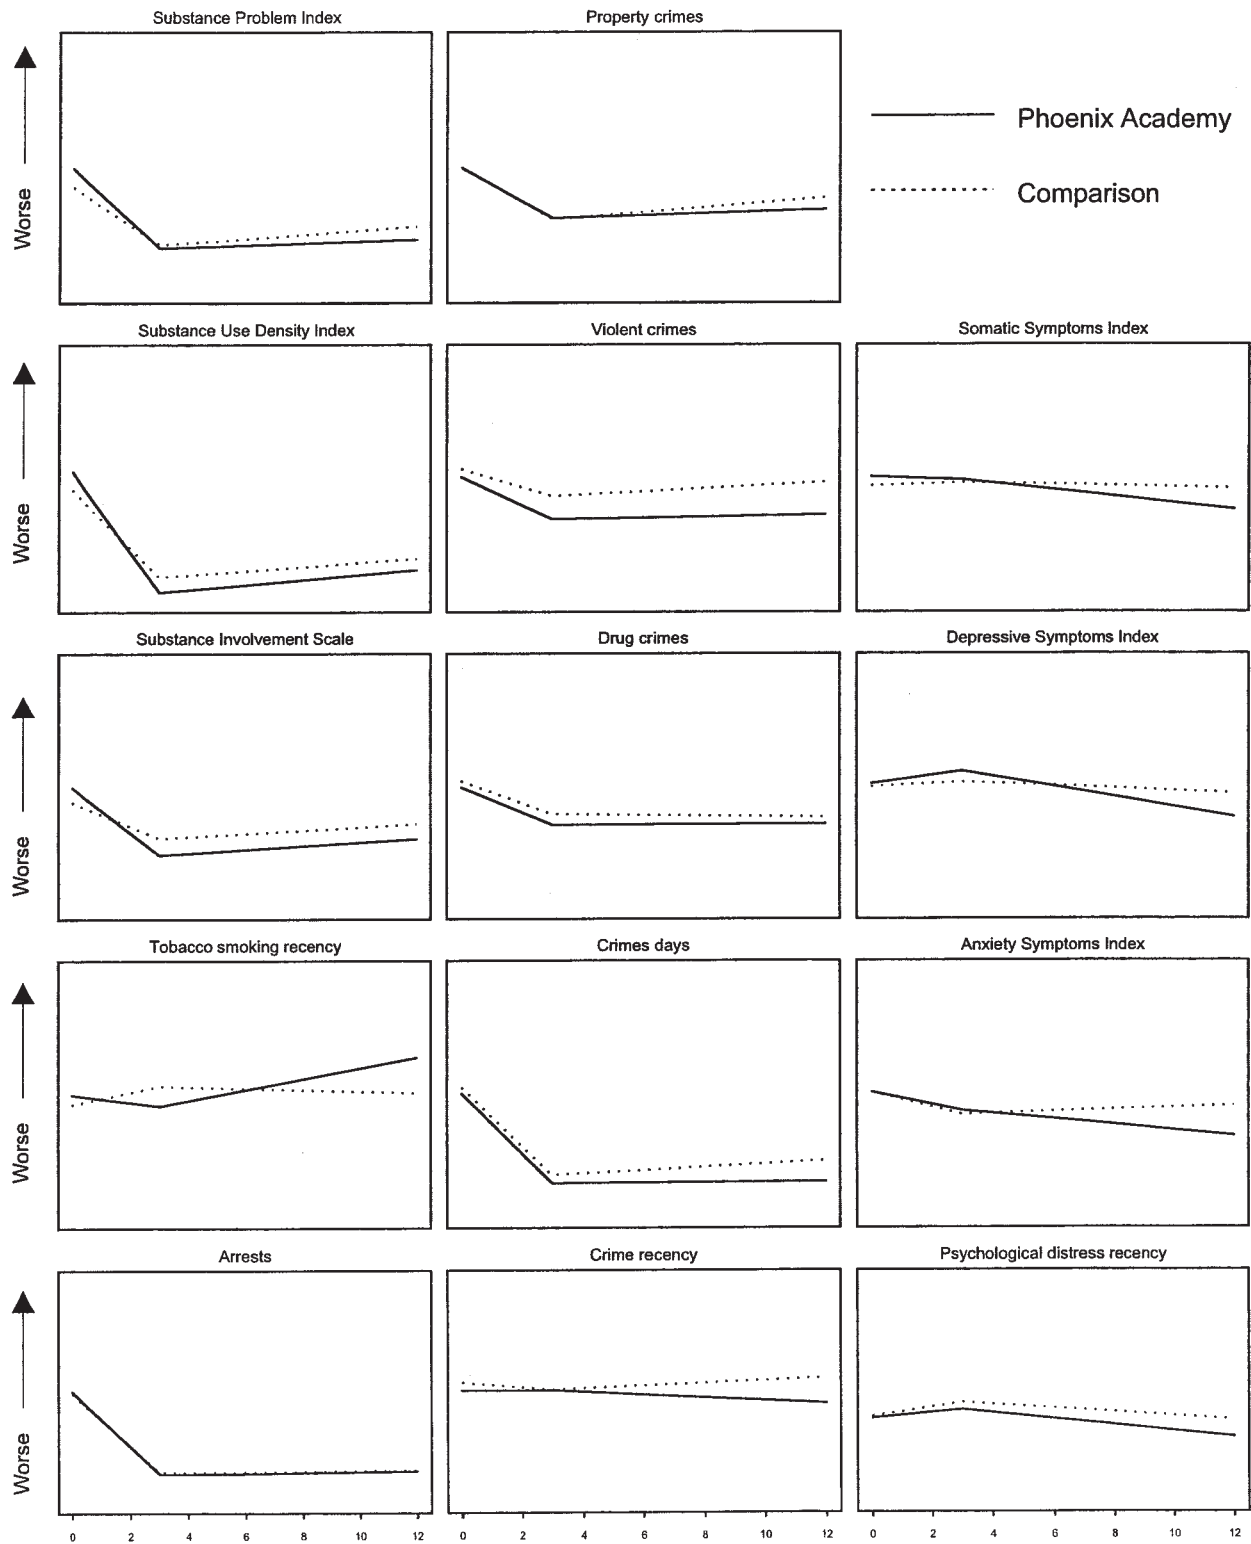 Substance Problem Index
Property crimes
Worse
Phoenix Academy
Comparison
Substance Use Density Index
Violent crimes
Somatic Symptoms Index
Worse
Substance Involvement Scale
Drug crimes
Depressive Symptoms Index
Worse
Tobacco smoking recency
Crimes days
Anxiety Symptoms Index
Worse
Arrests
Crime recency
Psychological distress recency
Worse
0 2 4 6 8 10 12
0 2 4 6 8 10 12
0 2 4 6 8 10 12